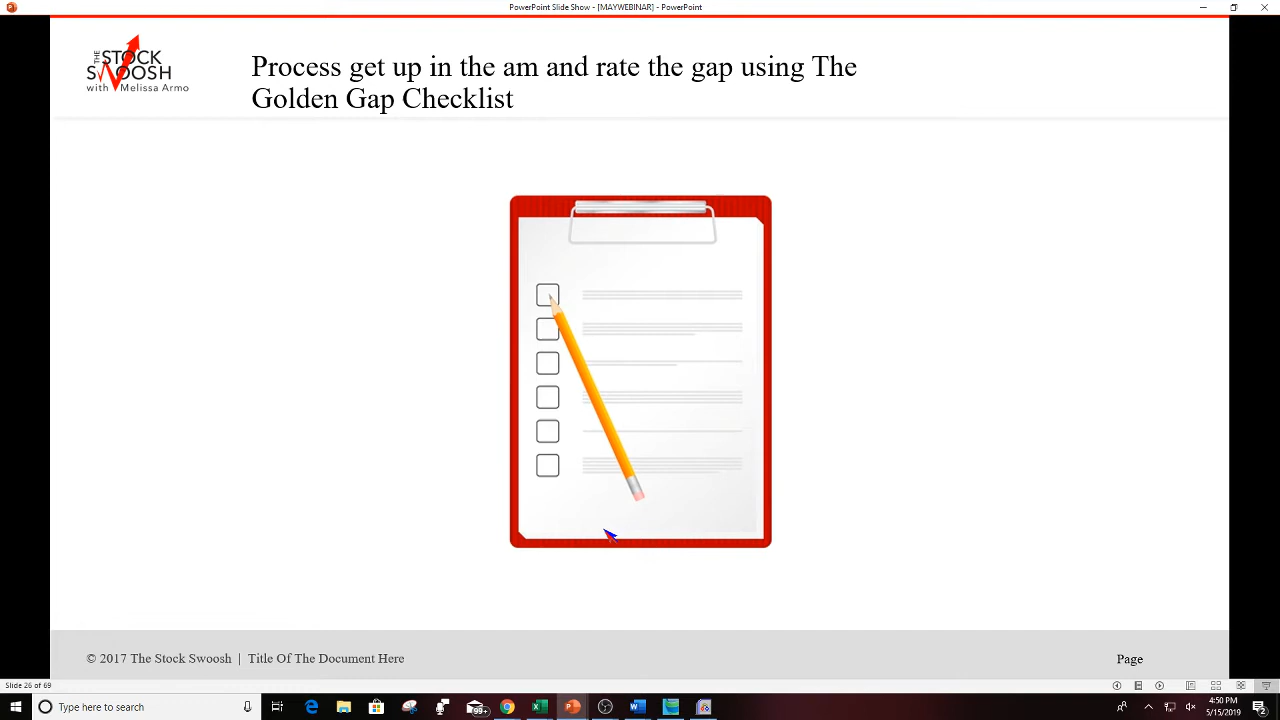 PowerPoint Slide Show - [MAYWEBINAR] - PowerPoint
THE STOCK
SWOOSH
with Melissa Armo
Process get up in the am and rate the gap using The
Golden Gap Checklist
© 2017 The Stock Swoosh | Title Of The Document Here
Page
Slide 26 of 69
Type here to search
99+
4:50 PM
5/15/2019
2